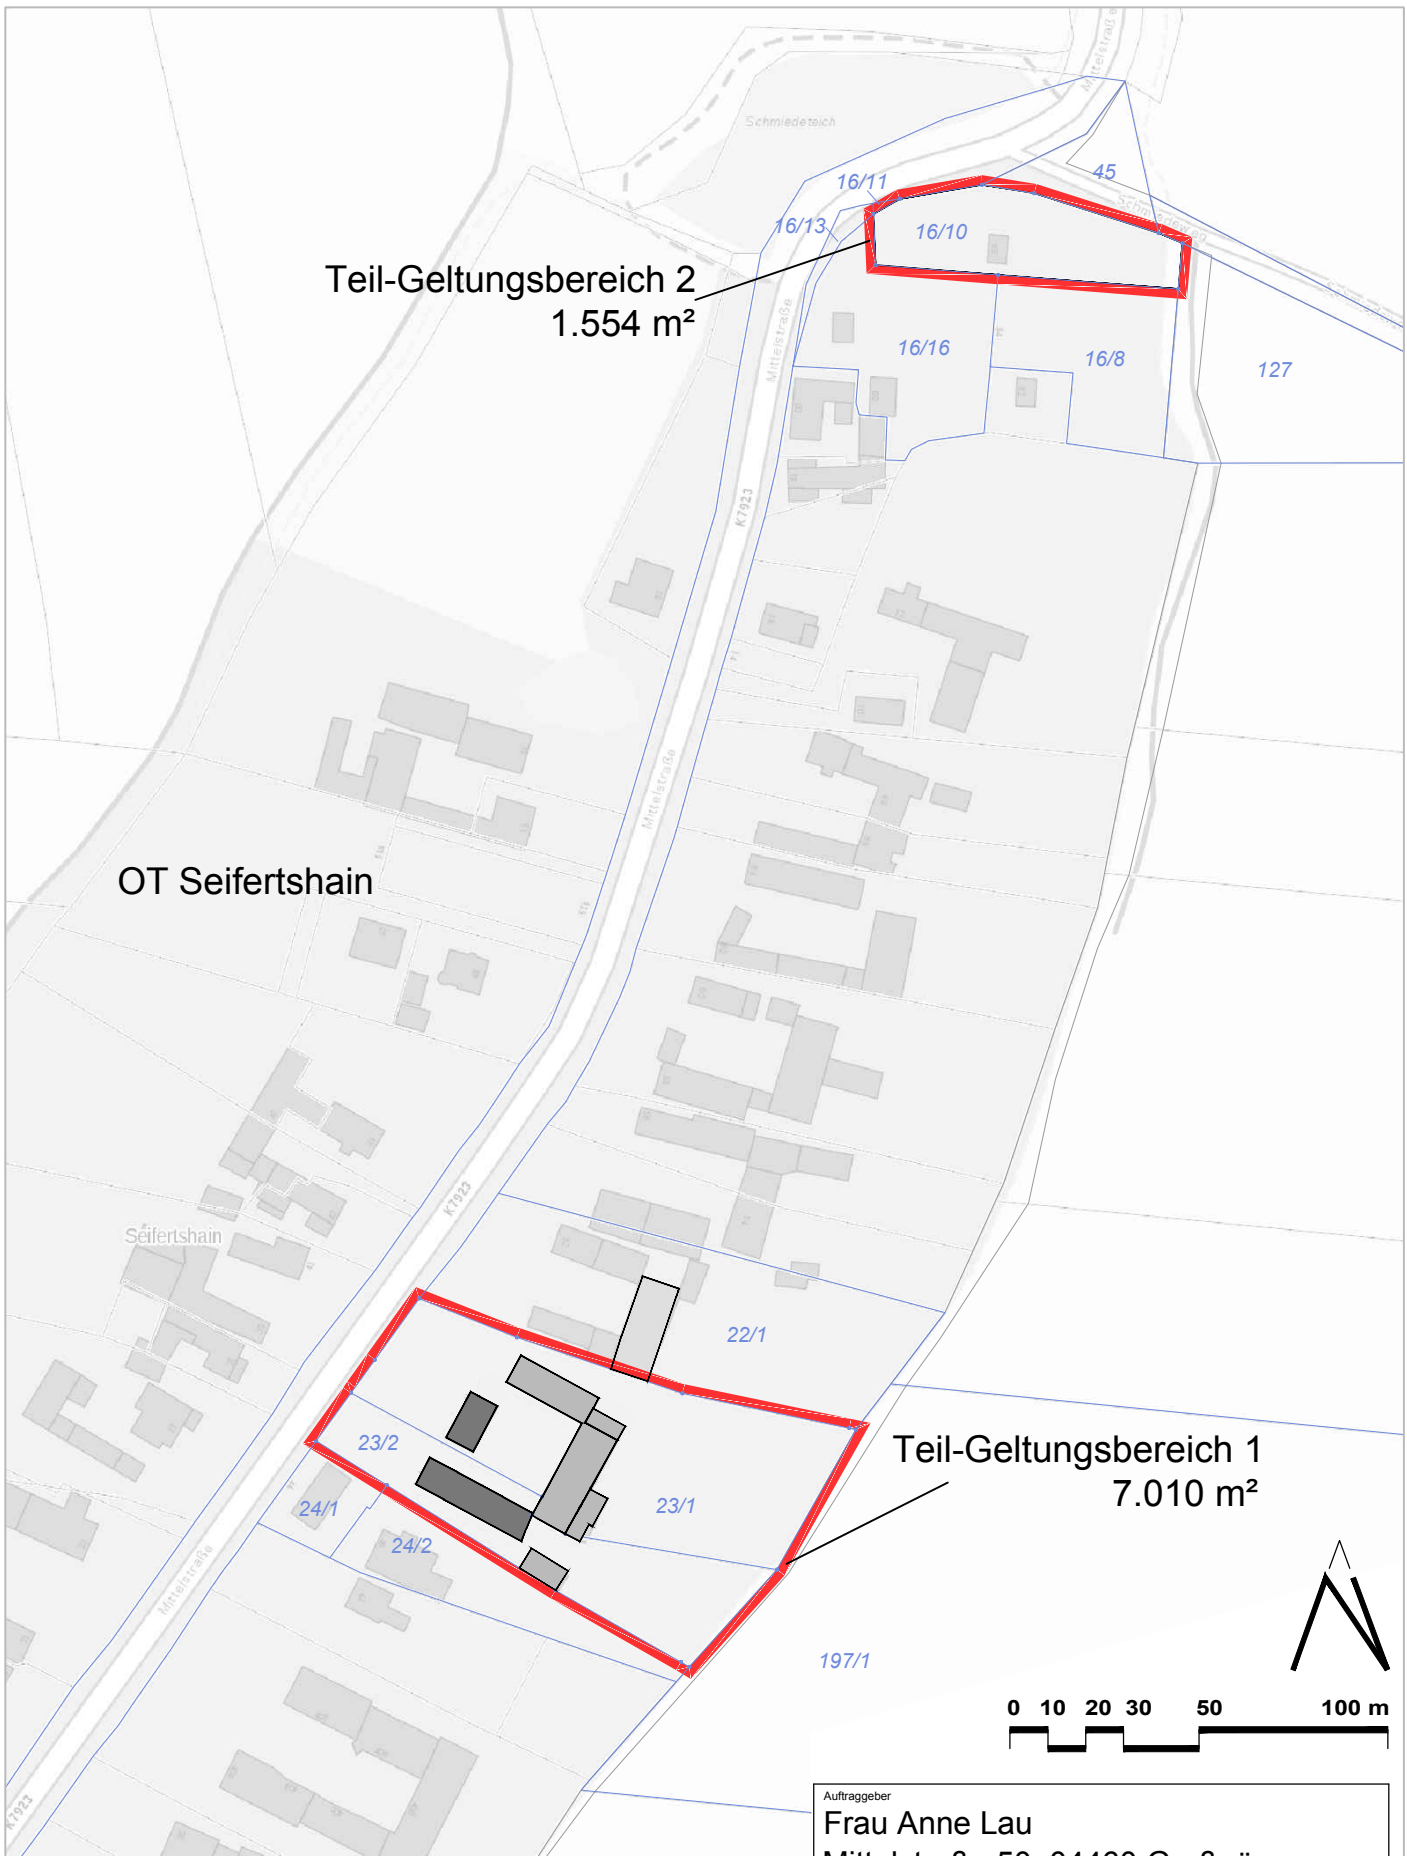 Mittelstraße
Schmiedeteich
45
16/11
Schmiedeweg
16/13
16/10
Teil-Geltungsbereich 2
1.554 m²
Mittelstraße
16/16
16/8
127
K7923
Mittelstraße
OT Seifertshain
K7923
Seifertshain
22/1
23/2
Teil-Geltungsbereich 1
7.010 m²
23/1
24/1
24/2
Mittelstraße
197/1
0 10 20 30 50 100 m
K7923
Auftraggeber
Frau Anne Lau